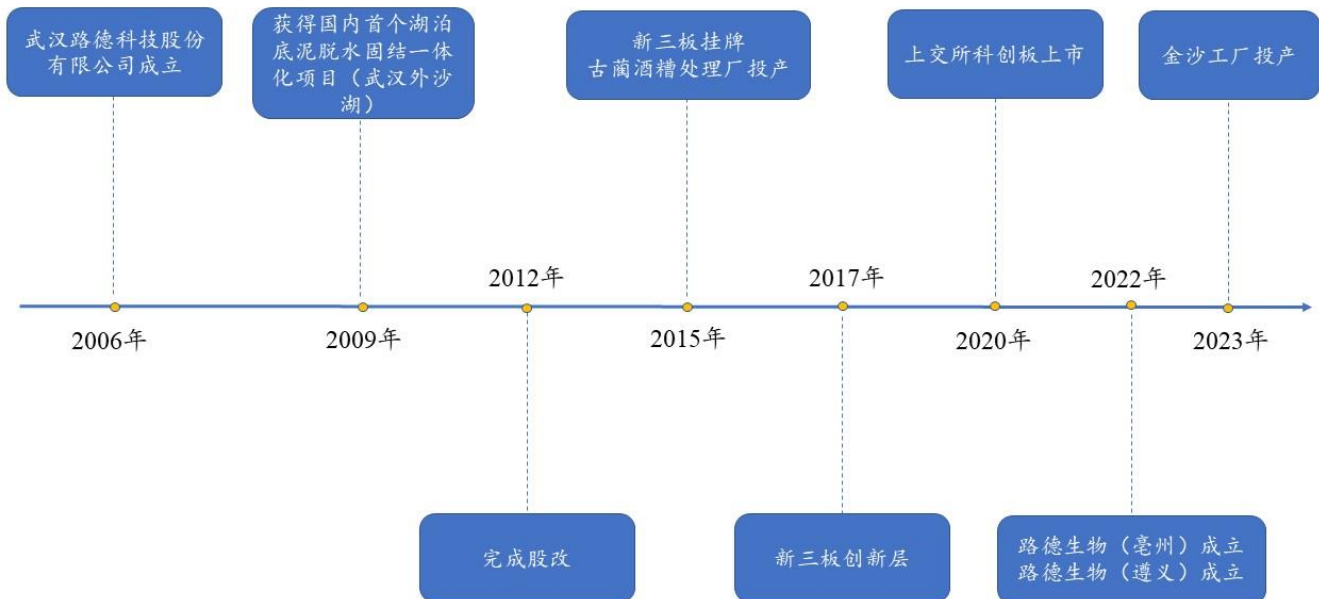 武汉路德科技股份
有限公司成立
获得国内首个湖泊
底泥脱水固结一体
化项目（武汉外沙
湖）
新三板挂牌
古蔺酒糟处理厂投产
上交所科创板上市
金沙工厂投产
2012年
2017年
2022年
2006年
2009年
2015年
2020年
2023年
完成股改
新三板创新层
路德生物（亳州）成立
路德生物（遵义）成立